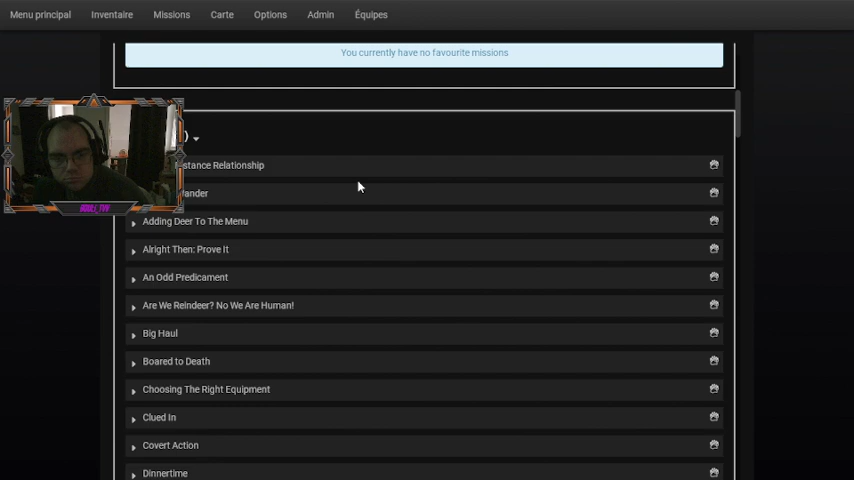 Menu principal Inventaire Missions Carte Options Admin Équipes
You currently have no favourite missions
)
stance Relationship
ander
Adding Deer To The Menu
Alright Then: Prove It
An Odd Predicament
Are We Reindeer? No We Are Human!
Big Haul
Boared to Death
Choosing The Right Equipment
Clued In
Covert Action
Dinnertime